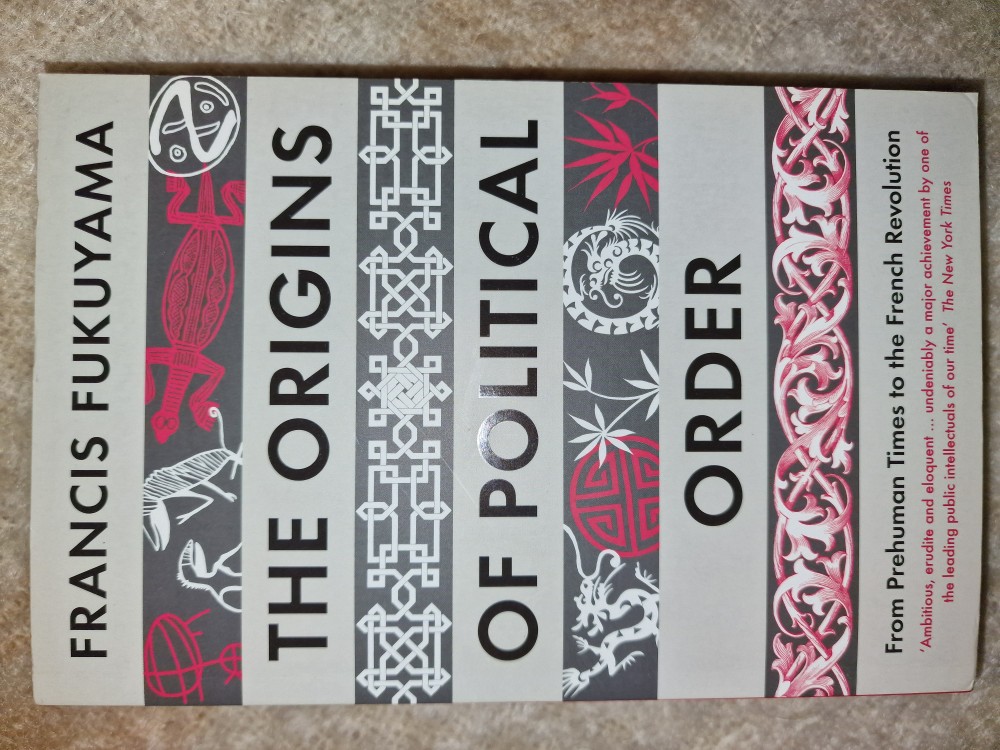 FRANCIS FUKUYAMA
THE ORIGINS
OF POLITICAL
ORDER
From Prehuman Times to the French Revolution
‘Ambitious, erudite and eloquent ... undeniably a major achievement by one of
the leading public intellectuals of our time’ The New York Times